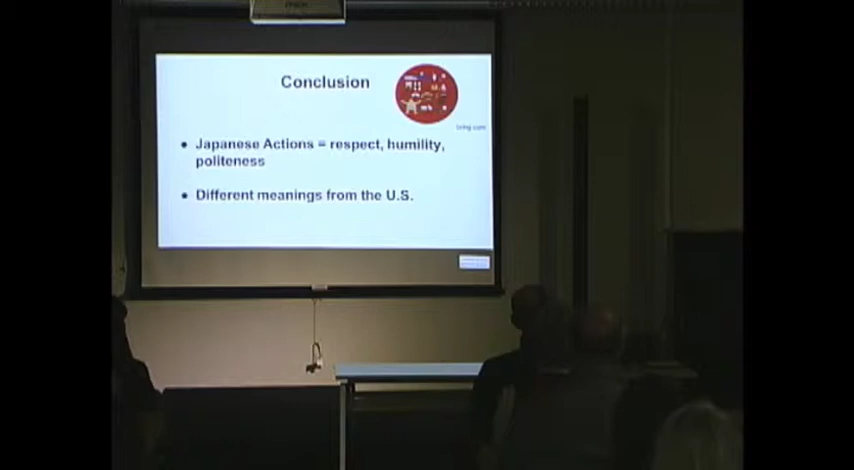 Conclusion
• Japanese Actions = respect, humility,
politeness
• Different meanings from the U.S.